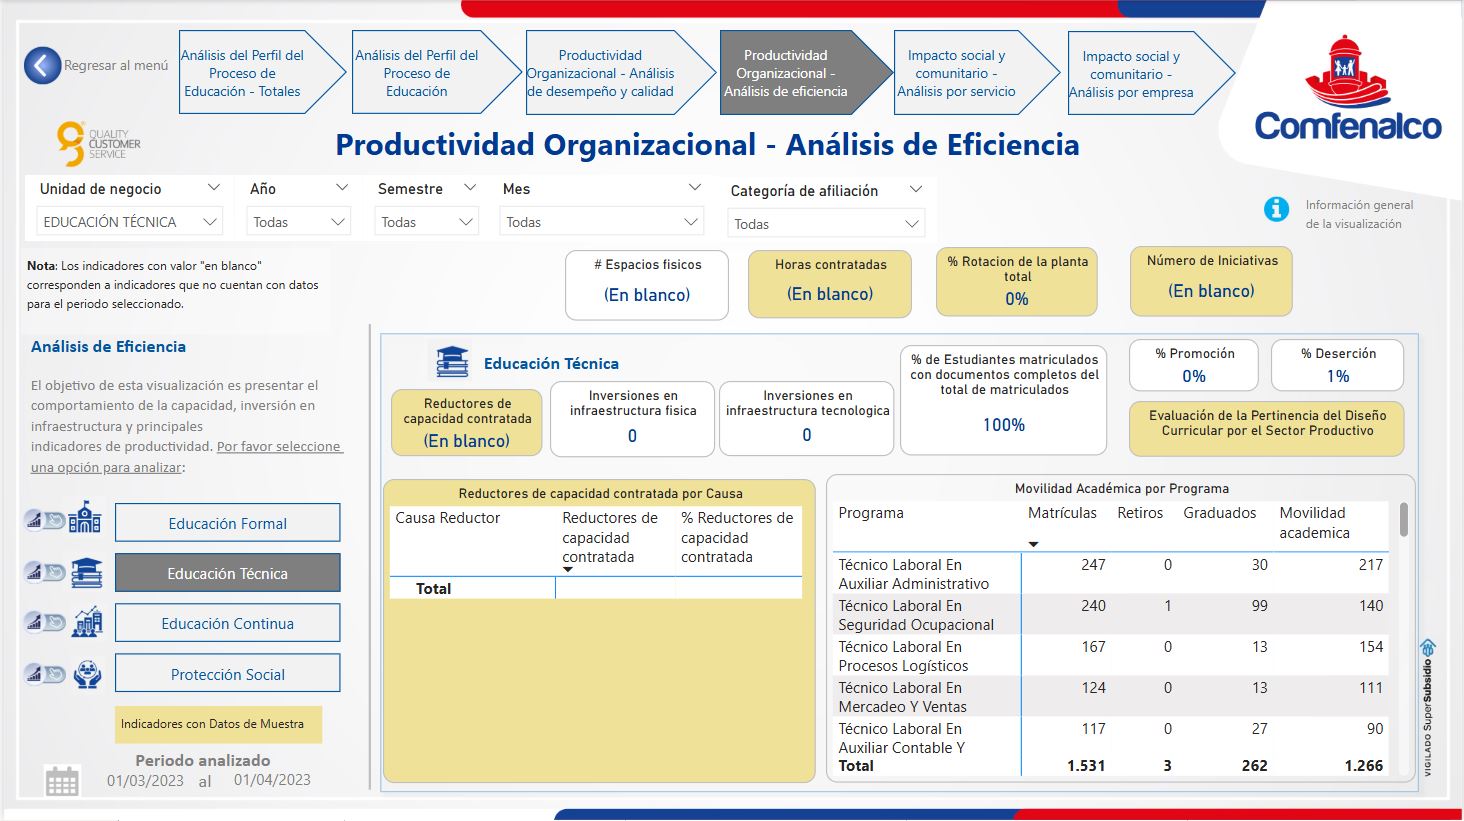 Regresar al menú
Análisis del Perfil del
Proceso de
Educación - Totales
Análisis del Perfil del
Proceso de
Educación
Productividad
Organizacional - Análisis
de desempeño y calidad
Productividad
Organizacional -
Análisis de eficiencia
Impacto social y
comunitario -
Análisis por servicio
Impacto social y
comunitario -
Análisis por empresa
Comfenalco
QUALITY
CUSTOMER
SERVICE
Productividad Organizacional - Análisis de Eficiencia
Unidad de negocio
EDUCACIÓN TÉCNICA
Año
Todas
Semestre
Todas
Mes
Todas
Categoría de afiliación
Todas
Información general
de la visualización
Nota: Los indicadores con valor "en blanco"
corresponden a indicadores que no cuentan con datos
para el periodo seleccionado.
# Espacios fisicos
(En blanco)
Horas contratadas
(En blanco)
% Rotacion de la planta
total
0%
Número de Iniciativas
(En blanco)
Análisis de Eficiencia
El objetivo de esta visualización es presentar el
comportamiento de la capacidad, inversión en
infraestructura y principales
indicadores de productividad. Por favor seleccione
una opción para analizar:
Educación Formal
Educación Técnica
Educación Continua
Protección Social
Indicadores con Datos de Muestra
Periodo analizado
01/03/2023 al 01/04/2023
Educación Técnica
Reductores de
capacidad contratada
(En blanco)
Inversiones en
infraestructura fisica
0
Inversiones en
infraestructura tecnologica
0
% de Estudiantes matriculados
con documentos completos del
total de matriculados
100%
% Promoción
0%
% Deserción
1%
Evaluación de la Pertinencia del Diseño
Curricular por el Sector Productivo
Reductores de capacidad contratada por Causa
Causa Reductor
Reductores de
capacidad
contratada
% Reductores de
capacidad
contratada
Total
Movilidad Académica por Programa
Programa Matrículas Retiros Graduados Movilidad
academica
Técnico Laboral En 247 0 30 217
Auxiliar Administrativo
Técnico Laboral En 240 1 99 140
Seguridad Ocupacional
Técnico Laboral En 167 0 13 154
Procesos Logísticos
Técnico Laboral En 124 0 13 111
Mercadeo Y Ventas
Técnico Laboral En 117 0 27 90
Auxiliar Contable Y
Total 1.531 3 262 1.266
VIGILADO SuperSubsidio